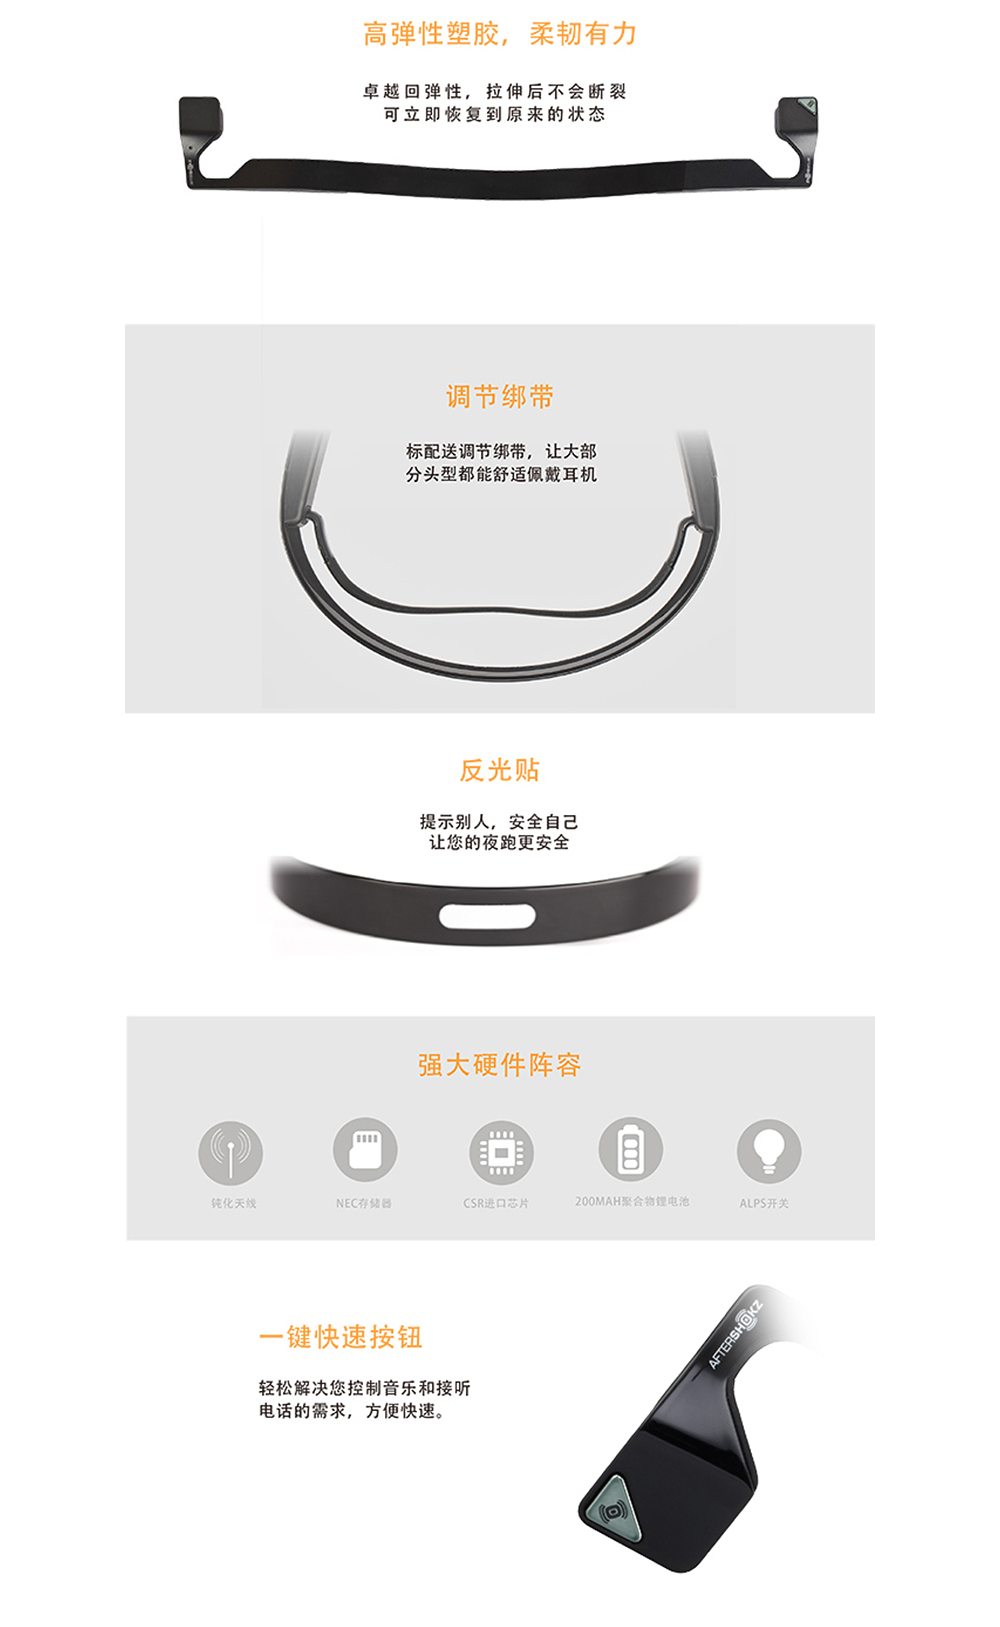 高弹性塑胶，柔韧有力
卓越回弹性，拉伸后不会断裂
可立即恢复到原来的状态
调节绑带
标配送调节绑带，让大部
分头型都能舒适佩戴耳机
反光贴
提示别人，安全自己
让您的夜跑更安全
强大硬件阵容
钝化天线
NEC存储器
CSR进口芯片
200MAH聚合物锂电池
ALPS开关
一键快速按钮
轻松解决您控制音乐和接听
电话的需求，方便快速。
AFTERSHOKZ